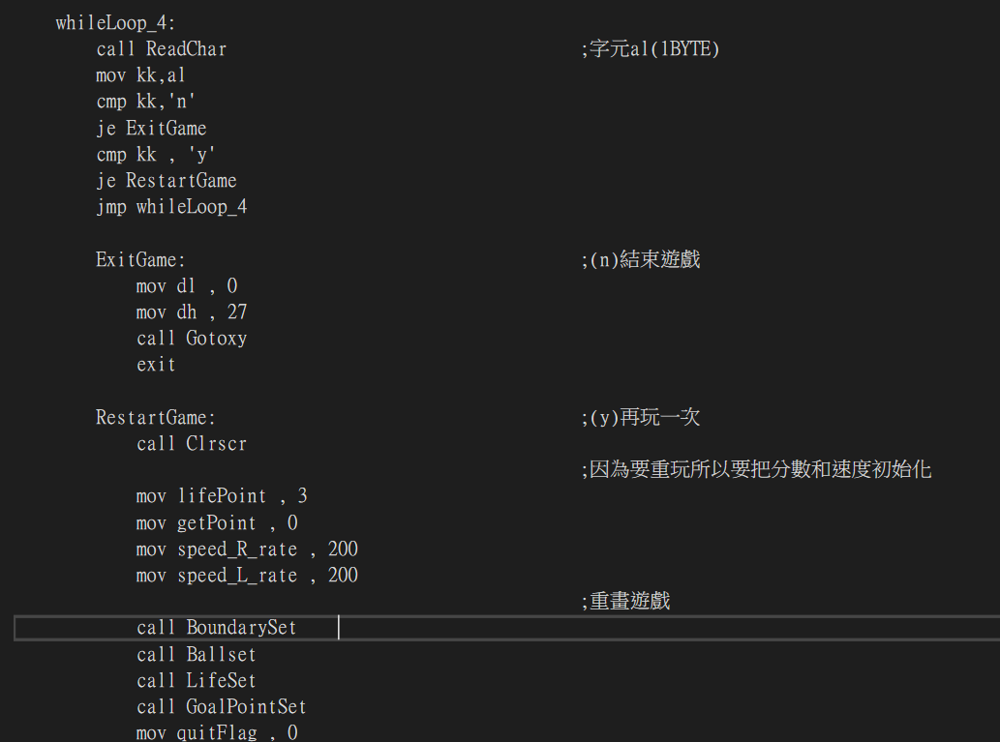 whileLoop_4:
call ReadChar ;字元al(1BYTE)
mov kk,al
cmp kk,'n'
je ExitGame
cmp kk , 'y'
je RestartGame
jmp whileLoop_4
ExitGame: ;(n)結束遊戲
mov dl , 0
mov dh , 27
call Gotoxy
exit
RestartGame: ;(y)再玩一次
call Clrscr
;因為要重玩所以要把分數和速度初始化
mov lifePoint , 3
mov getPoint , 0
mov speed_R_rate , 200
mov speed_L_rate , 200
;重畫遊戲
call BoundarySet
call Ballset
call LifeSet
call GoalPointSet
mov quitFlag , 0